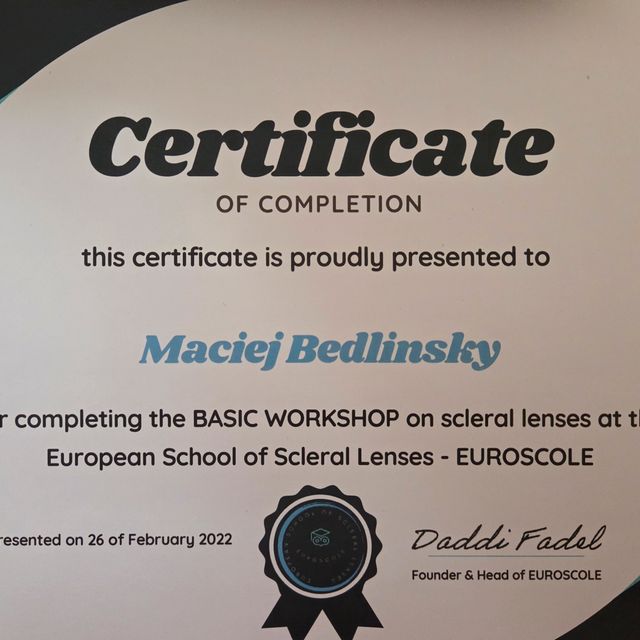 Certificate
OF COMPLETION
this certificate is proudly presented to
Maciej Bedlinsky
r completing the BASIC WORKSHOP on scleral lenses at t
European School of Scleral Lenses - EUROSCOLE
resented on 26 of February 2022
Daddi Fadel
Founder & Head of EUROSCOLE